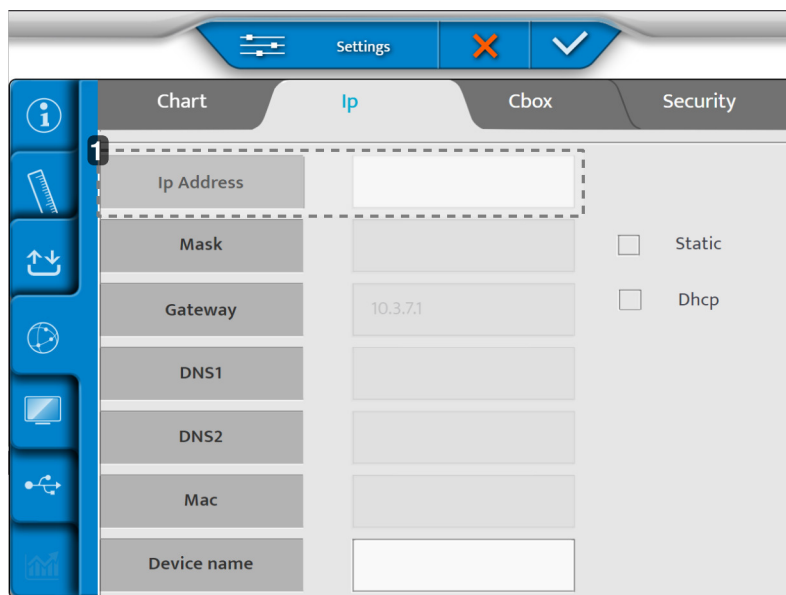 Settings
Chart Ip Cbox Security
1
Ip Address
Mask Static
Gateway 10.3.7.1 Dhcp
DNS1
DNS2
Mac
Device name